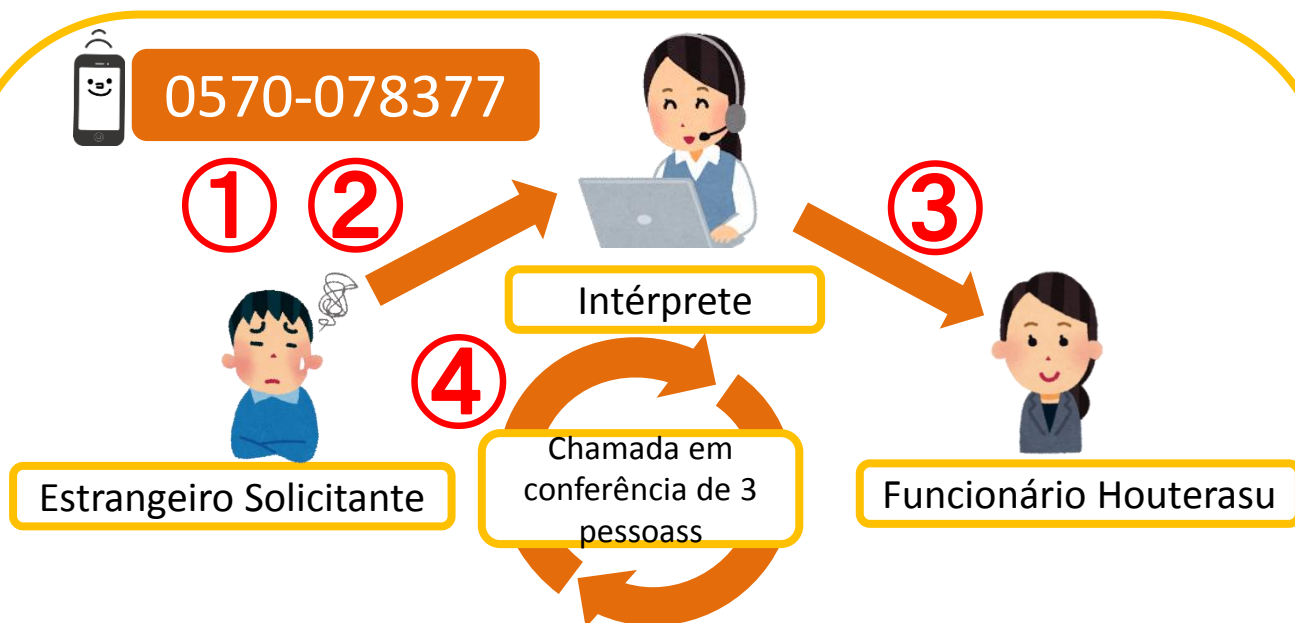 0570-078377
① ②
③
Intérprete
④
Chamada em
conferência de 3
pessoass
Estrangeiro Solicitante
Funcionário Houterasu